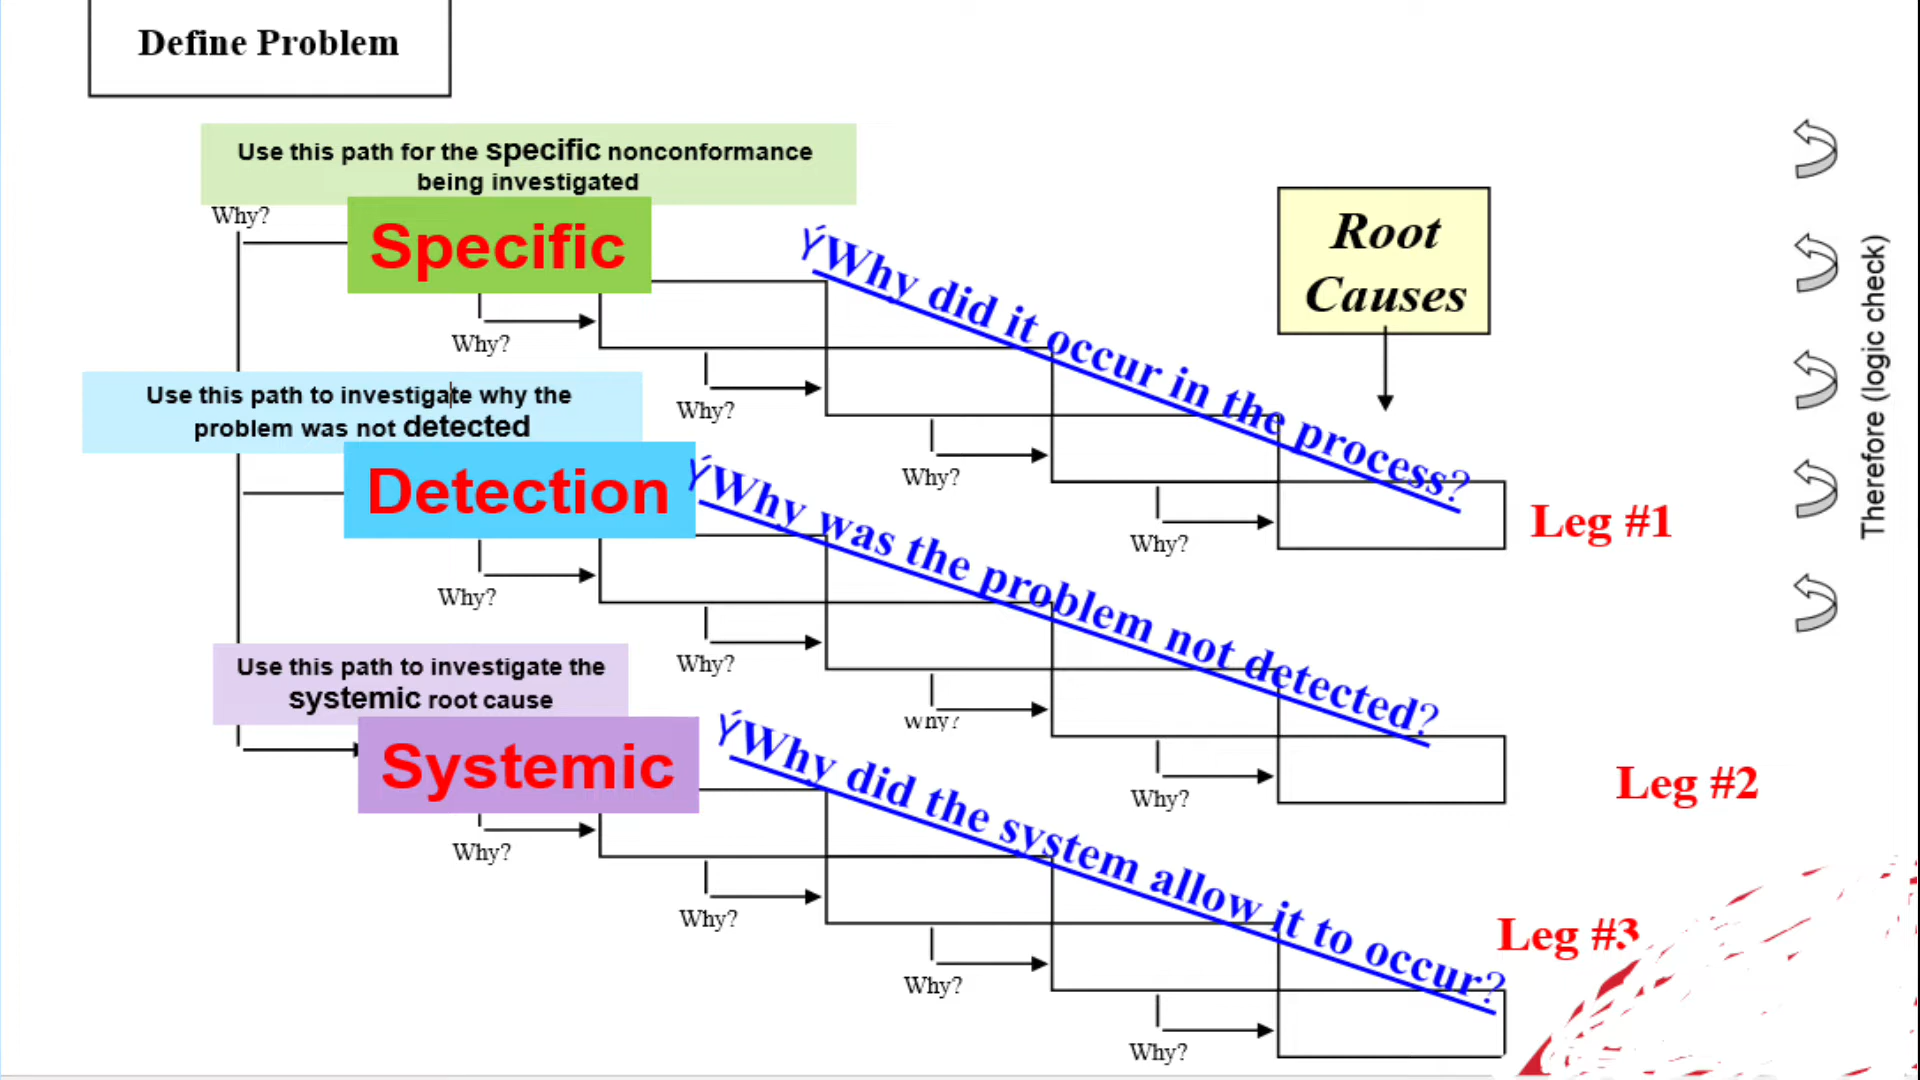 Define Problem
Use this path for the specific nonconformance
being investigated
Why?
Specific
ÝWhy did it occur in the process?
Root
Causes
Why?
Why?
Why?
Why?
Leg #1
Use this path to investigate why the
problem was not detected
Detection
ÝWhy was the problem not detected?
Why?
Why?
Why?
Why?
Leg #2
Use this path to investigate the
systemic root cause
Systemic
ÝWhy did the system allow it to occur?
Why?
Why?
Why?
Why?
Leg #3
Therefore (logic check)